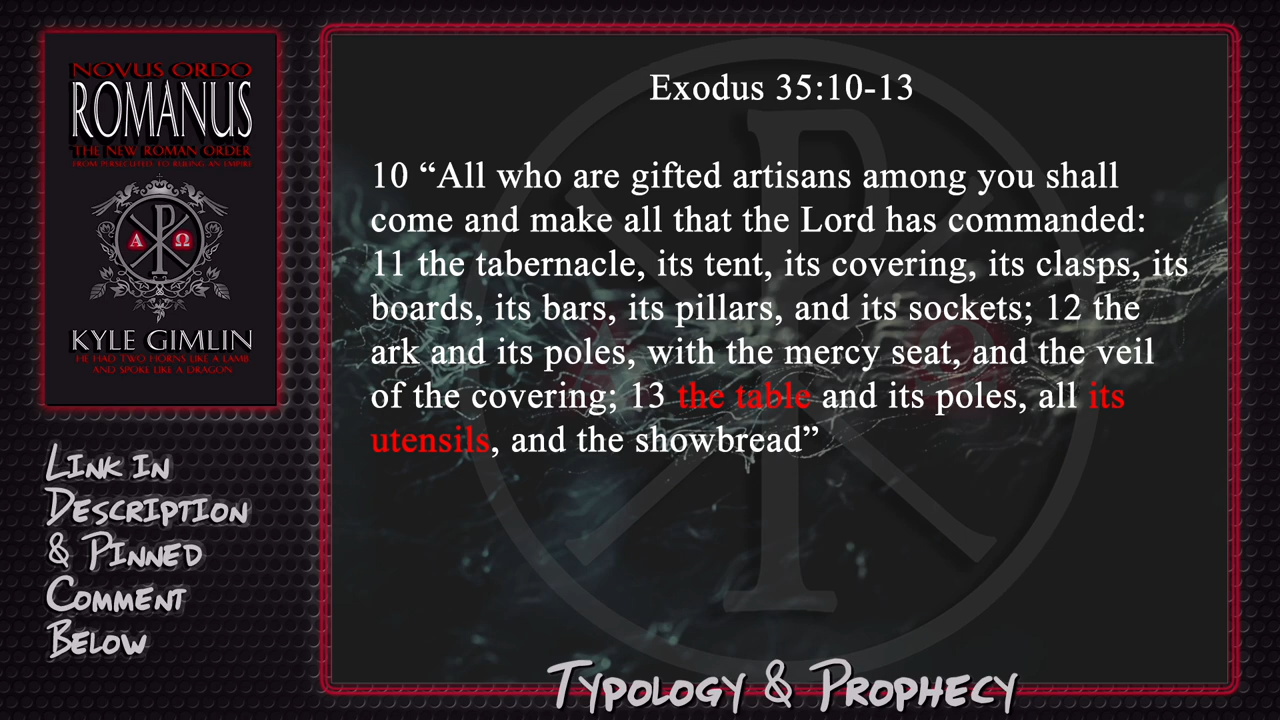 NOVUS ORDO
ROMANUS
THE NEW ROMAN ORDER
FROM PERSECUTED TO RULING AN EMPIRE
Α Ω
KYLE GIMLIN
HE HAD TWO HORNS LIKE A LAMB
AND SPOKE LIKE A DRAGON
LINK IN
DESCRIPTION
& PINNED
COMMENT
BELOW
Exodus 35:10-13
10 “All who are gifted artisans among you shall
come and make all that the Lord has commanded:
11 the tabernacle, its tent, its covering, its clasps, its
boards, its bars, its pillars, and its sockets; 12 the
ark and its poles, with the mercy seat, and the veil
of the covering; 13 the table and its poles, all its
utensils, and the showbread”
TYPOLOGY & PROPHECY